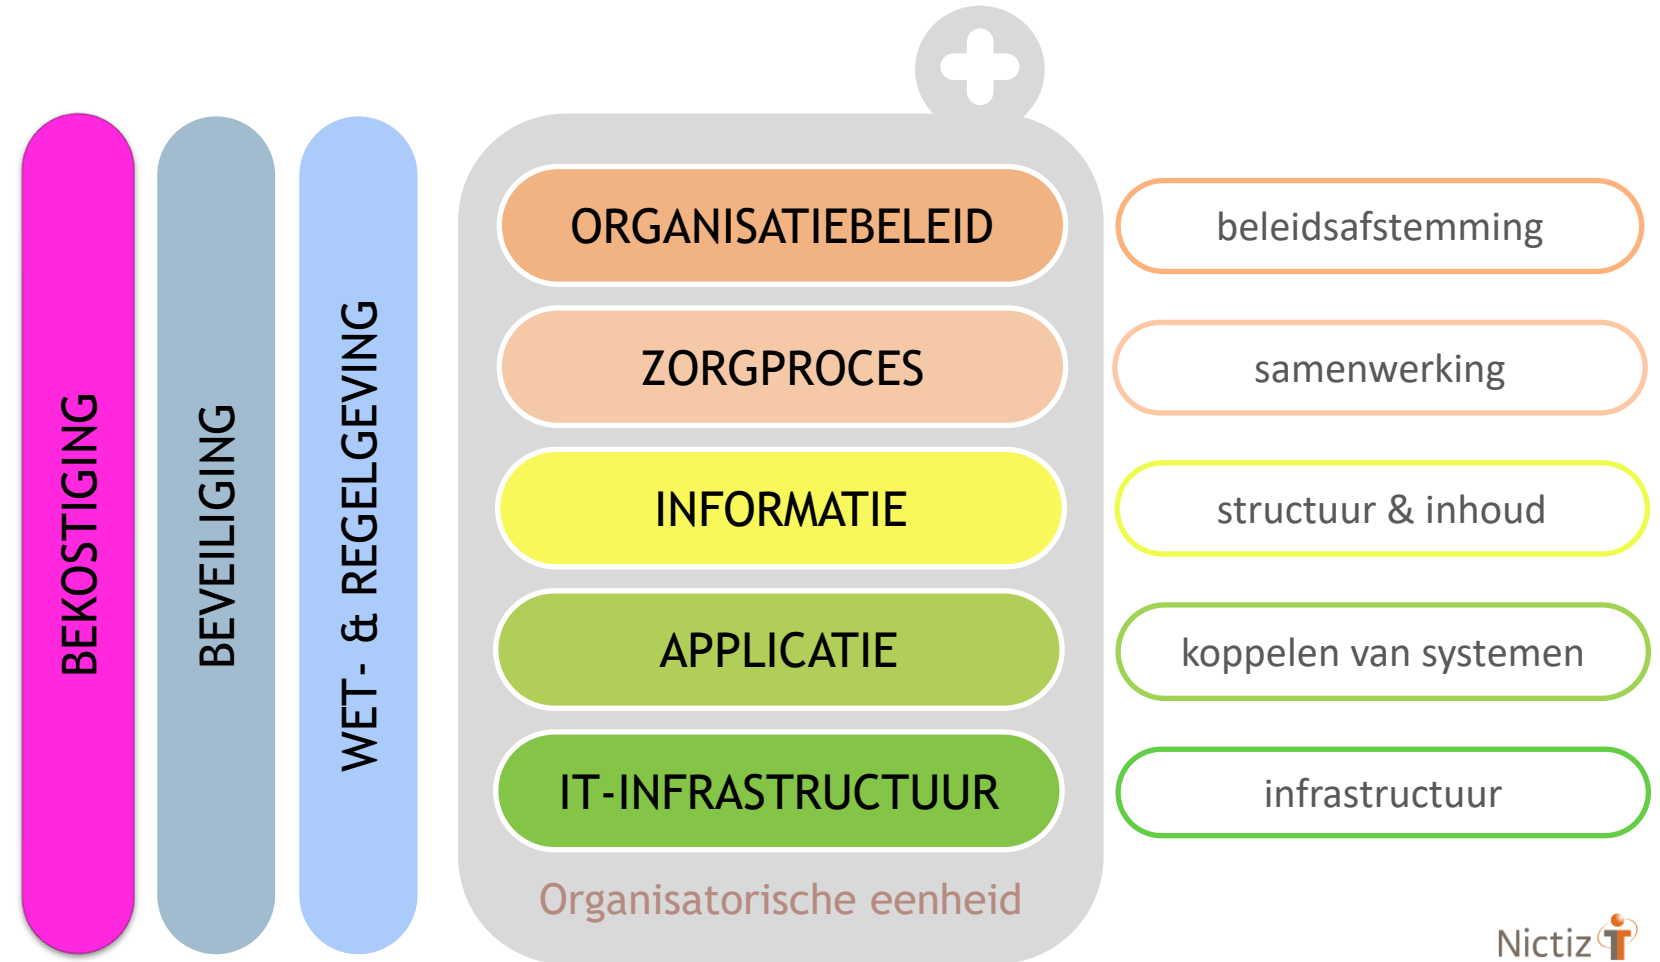 BEKOSTIGING
BEVEILIGING
WET- & REGELGEVING
ORGANISATIEBELEID
beleidsafstemming
ZORGPROCES
samenwerking
INFORMATIE
structuur & inhoud
APPLICATIE
koppelen van systemen
IT-INFRASTRUCTUUR
infrastructuur
Organisatorische eenheid
Nictiz